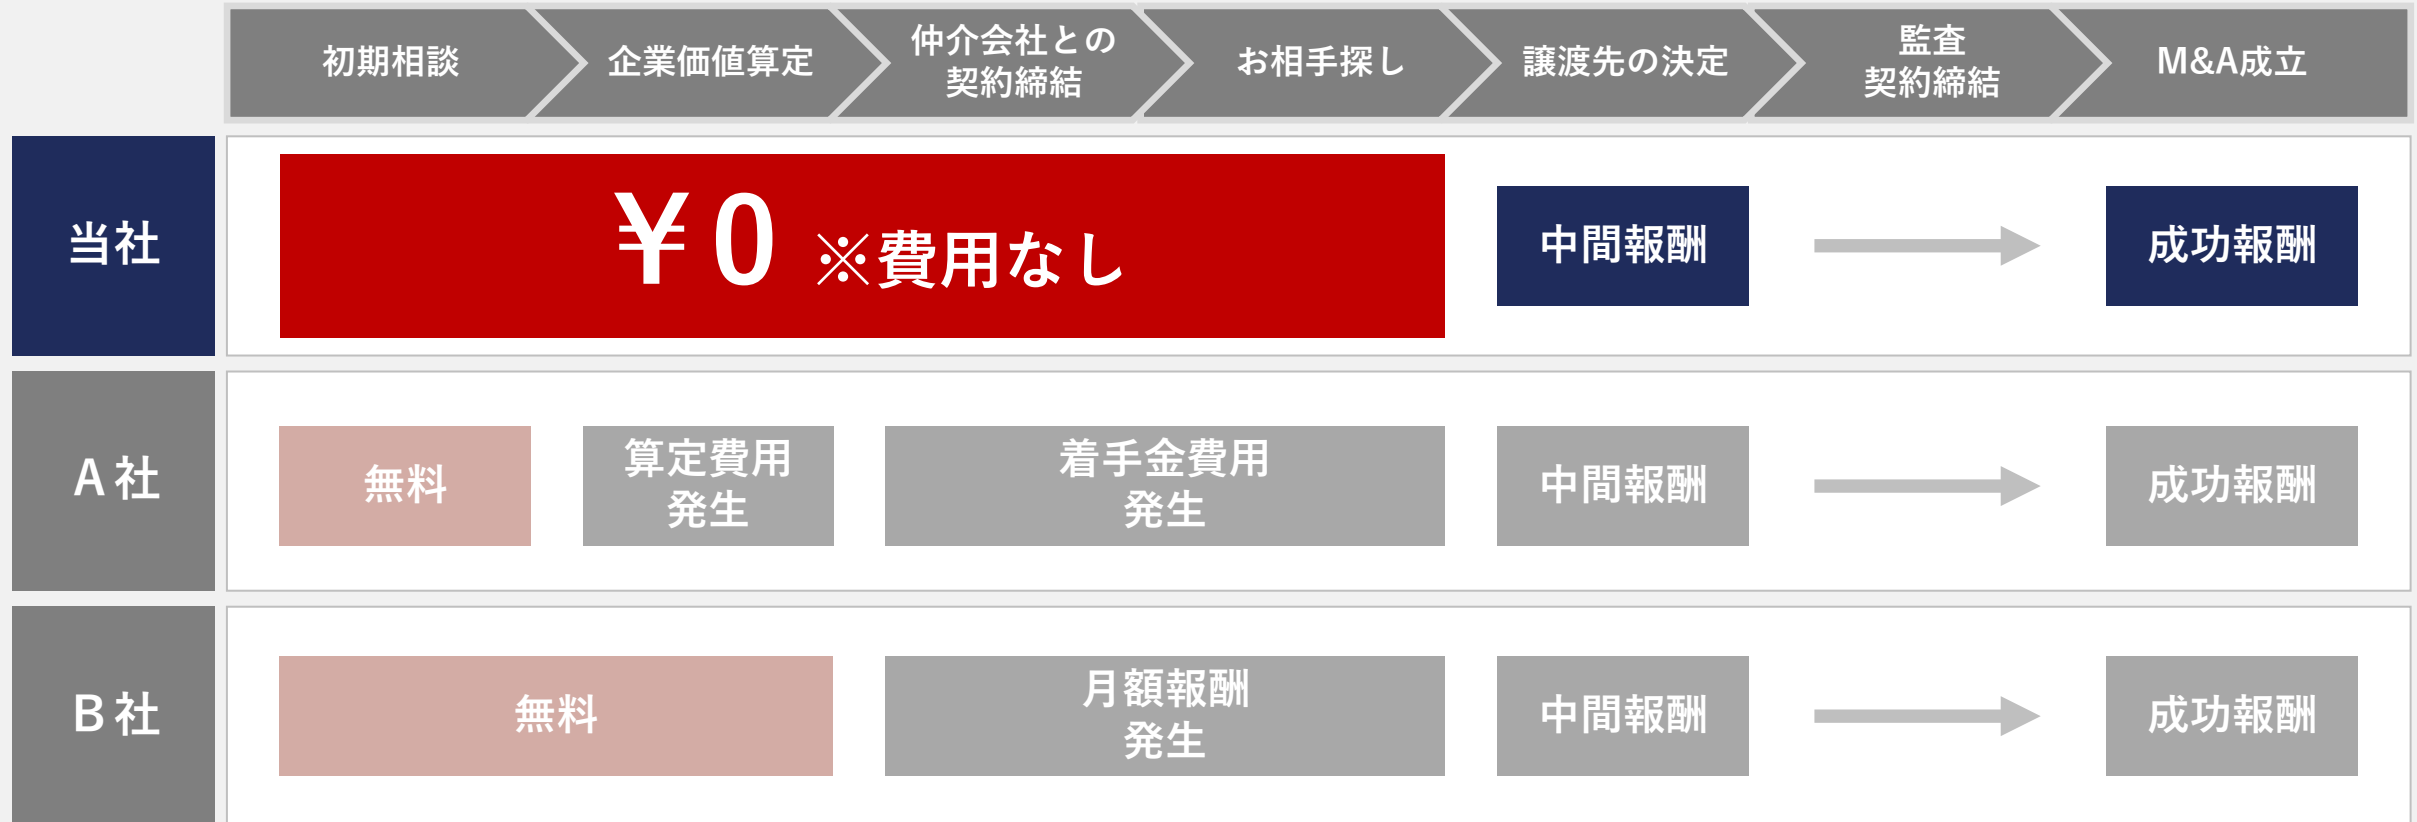 初期相談
企業価値算定
仲介会社との
契約締結
お相手探し
譲渡先の決定
監査
契約締結
M&A成立
当社
￥0 ※費用なし
中間報酬
成功報酬
A社
無料
算定費用
発生
着手金費用
発生
中間報酬
成功報酬
B社
無料
月額報酬
発生
中間報酬
成功報酬